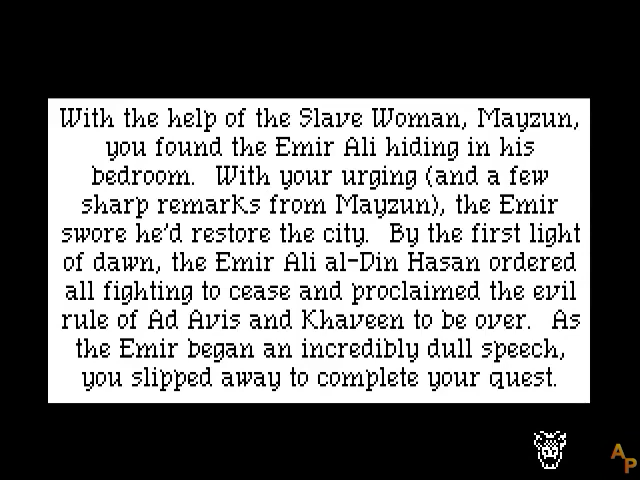 With the help of the Slave Woman, Mayzun,
you found the Emir Ali hiding in his
bedroom.  With your urging (and a few
sharp remarks from Mayzun), the Emir
swore he'd restore the city.  By the first light
of dawn, the Emir Ali al-Din Hasan ordered
all fighting to cease and proclaimed the evil
rule of Ad Avis and Khaveen to be over.  As
the Emir began an incredibly dull speech,
you slipped away to complete your quest.
AP